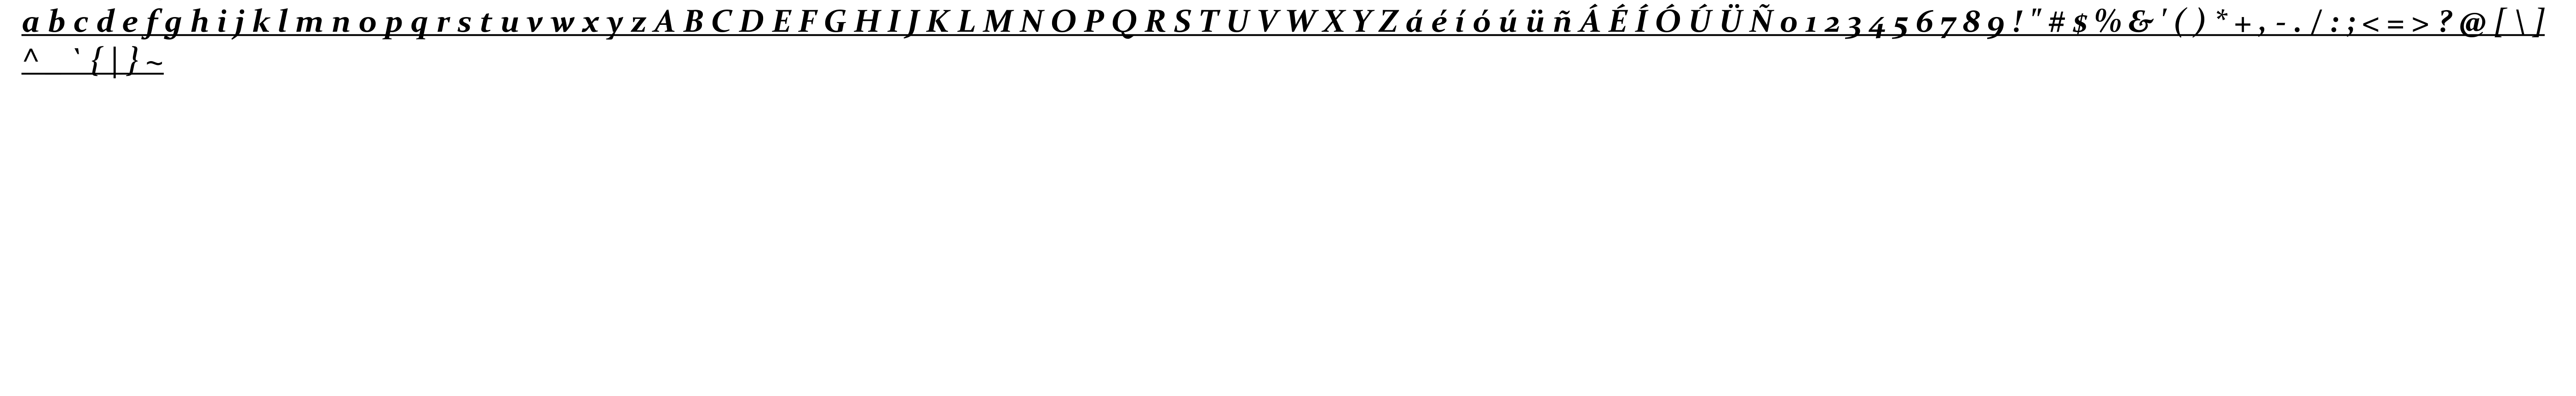 a b c d e f g h i j k l m n o p q r s t u v w x y z A B C D E F G H I J K L M N O P Q R S T U V W X Y Z á é í ó ú ü ñ Á É Í Ó Ú Ü Ñ 0 1 2 3 4 5 6 7 8 9 ! " # $ % & ' ( ) * + , - . / : ; < = > ? @ [ \ ]
^ _ ` { | } ~